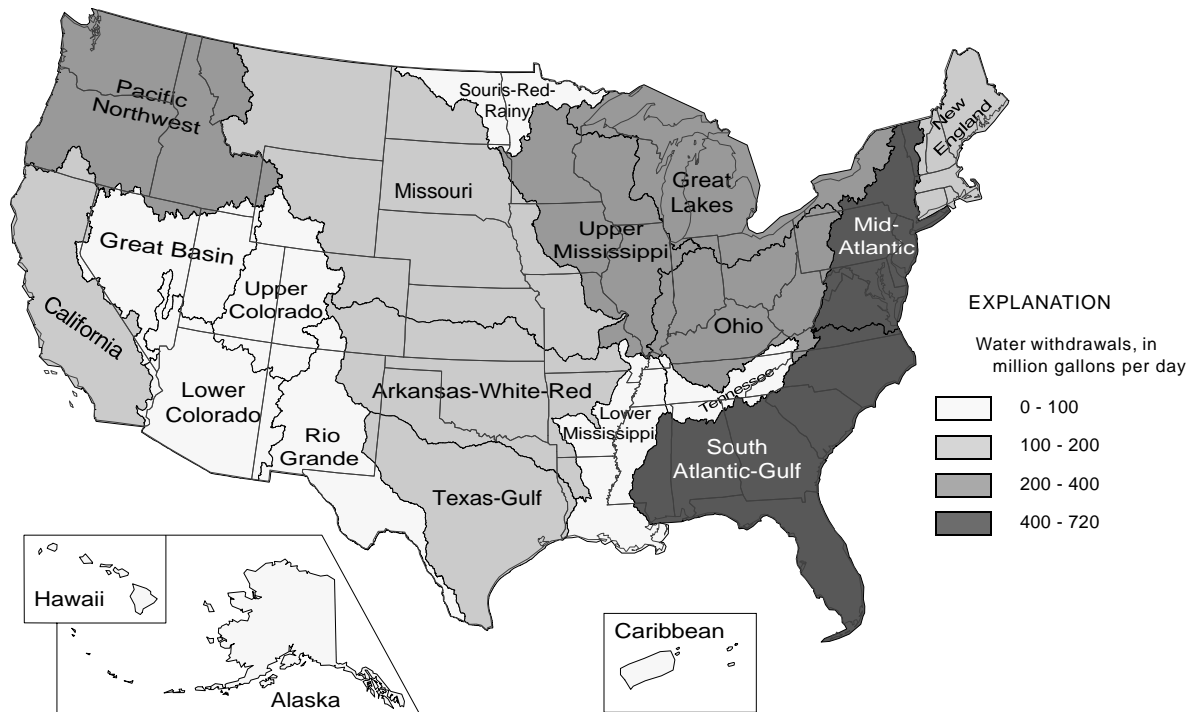 Souris-Red-
Rainy
Pacific
Northwest
New
England
Missouri
Great
Lakes
Upper
Mississippi
Mid-
Atlantic
Great Basin
Upper
Colorado
California
Ohio
EXPLANATION
Water withdrawals, in
million gallons per day
Lower
Colorado
Arkansas-White-Red
Tennessee
0 - 100
Lower
Mississippi
Rio
Grande
South
Atlantic-Gulf
100 - 200
Texas-Gulf
200 - 400
400 - 720
Hawaii
Alaska
Caribbean